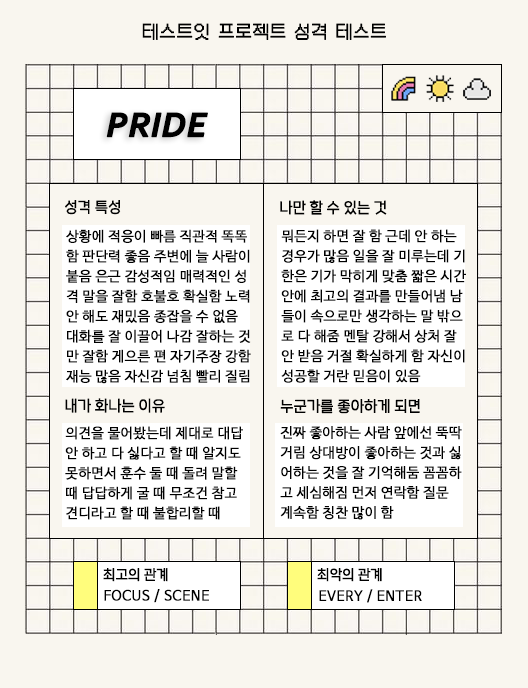 테스트잇 프로젝트 성격 테스트
PRIDE
성격 특성
상황에 적응이 빠름 직관적 똑똑
함 판단력 좋음 주변에 늘 사람이
붙음 은근 감성적임 매력적인 성
격 말을 잘함 호불호 확실함 노력
안 해도 재밌음 종잡을 수 없음
대화를 잘 이끌어 나감 잘하는 것
만 잘함 게으른 편 자기주장 강함
재능 많음 자신감 넘침 빨리 질림
나만 할 수 있는 것
뭐든지 하면 잘 함 근데 안 하는
경우가 많음 일을 잘 미루는데 기
한은 기가 막히게 맞춤 짧은 시간
안에 최고의 결과를 만들어냄 남
들이 속으로만 생각하는 말 밖으
로 다 해줌 멘탈 강해서 상처 잘
안 받음 거절 확실하게 함 자신이
성공할 거란 믿음이 있음
내가 화나는 이유
의견을 물어봤는데 제대로 대답
안 하고 다 싫다고 할 때 알지도
못하면서 훈수 둘 때 돌려 말할
때 답답하게 굴 때 무조건 참고
견디라고 할 때 불합리할 때
누군가를 좋아하게 되면
진짜 좋아하는 사람 앞에선 뚝딱
거림 상대방이 좋아하는 것과 싫
어하는 것을 잘 기억해둠 꼼꼼하
고 세심해짐 먼저 연락함 질문
계속함 칭찬 많이 함
최고의 관계
FOCUS / SCENE
최악의 관계
EVERY / ENTER